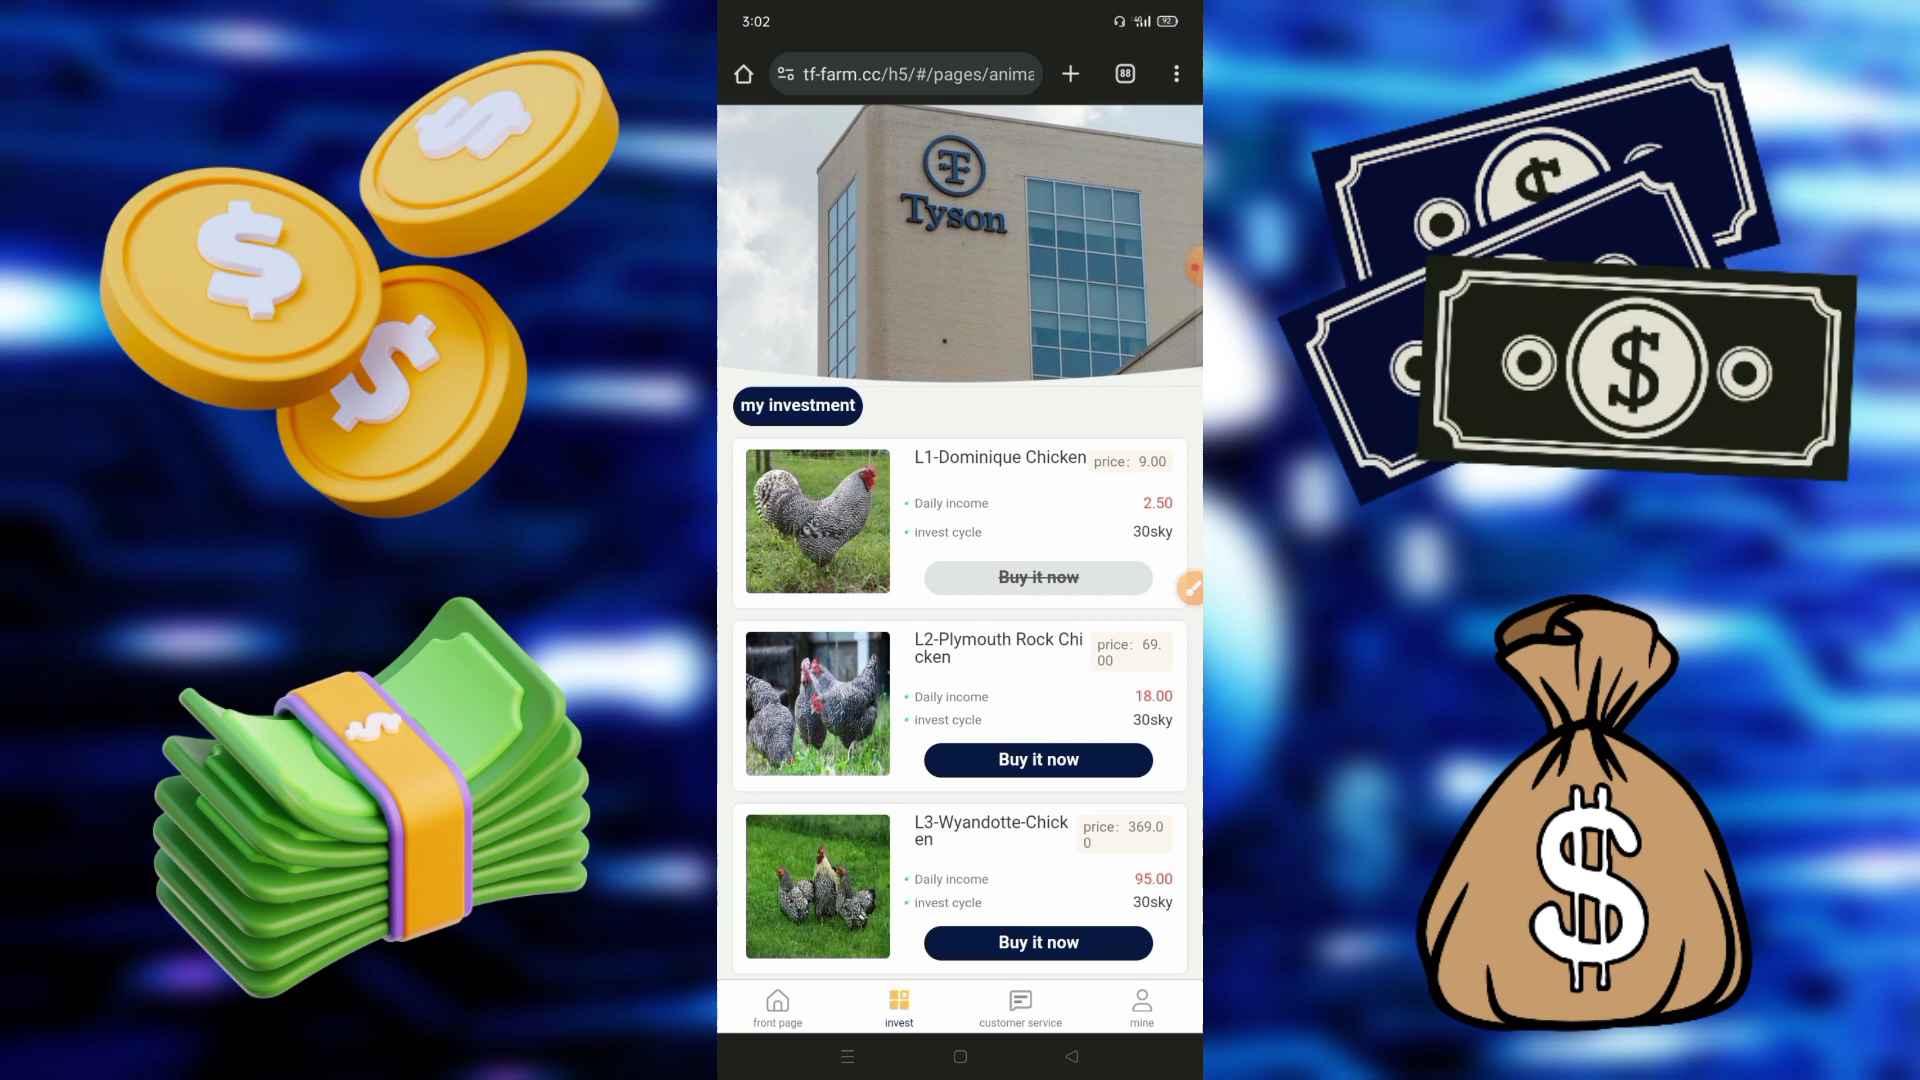 3:02
4G
92
tf-farm.cc/h5/#/pages/anima
88
Tyson
my investment
L1-Dominique Chicken
price: 9.00
Daily income
2.50
invest cycle
30sky
Buy it now
L2-Plymouth Rock Chi
cken
price: 69.
00
Daily income
18.00
invest cycle
30sky
Buy it now
L3-Wyandotte-Chick
en
price: 369.0
0
Daily income
95.00
invest cycle
30sky
Buy it now
front page
invest
customer service
mine
$
$
$
$
$
$
$